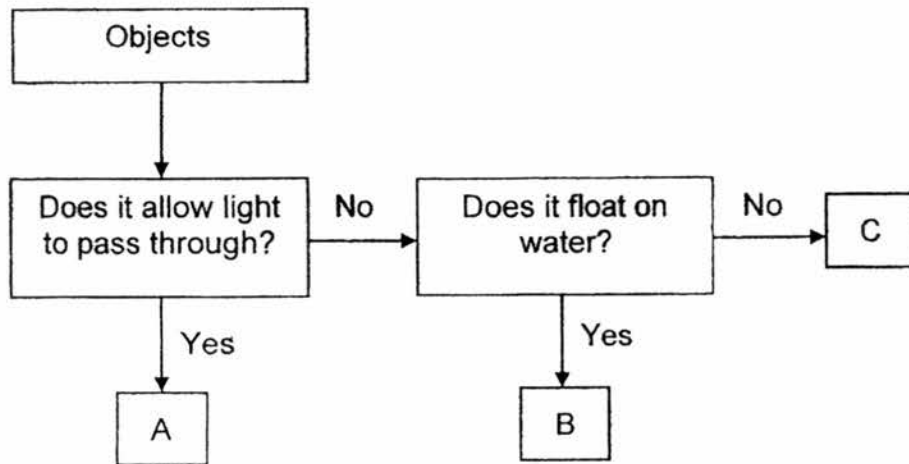 Objects
Does it allow light
to pass through?
No
Does it float on
water?
No
C
Yes
A
Yes
B